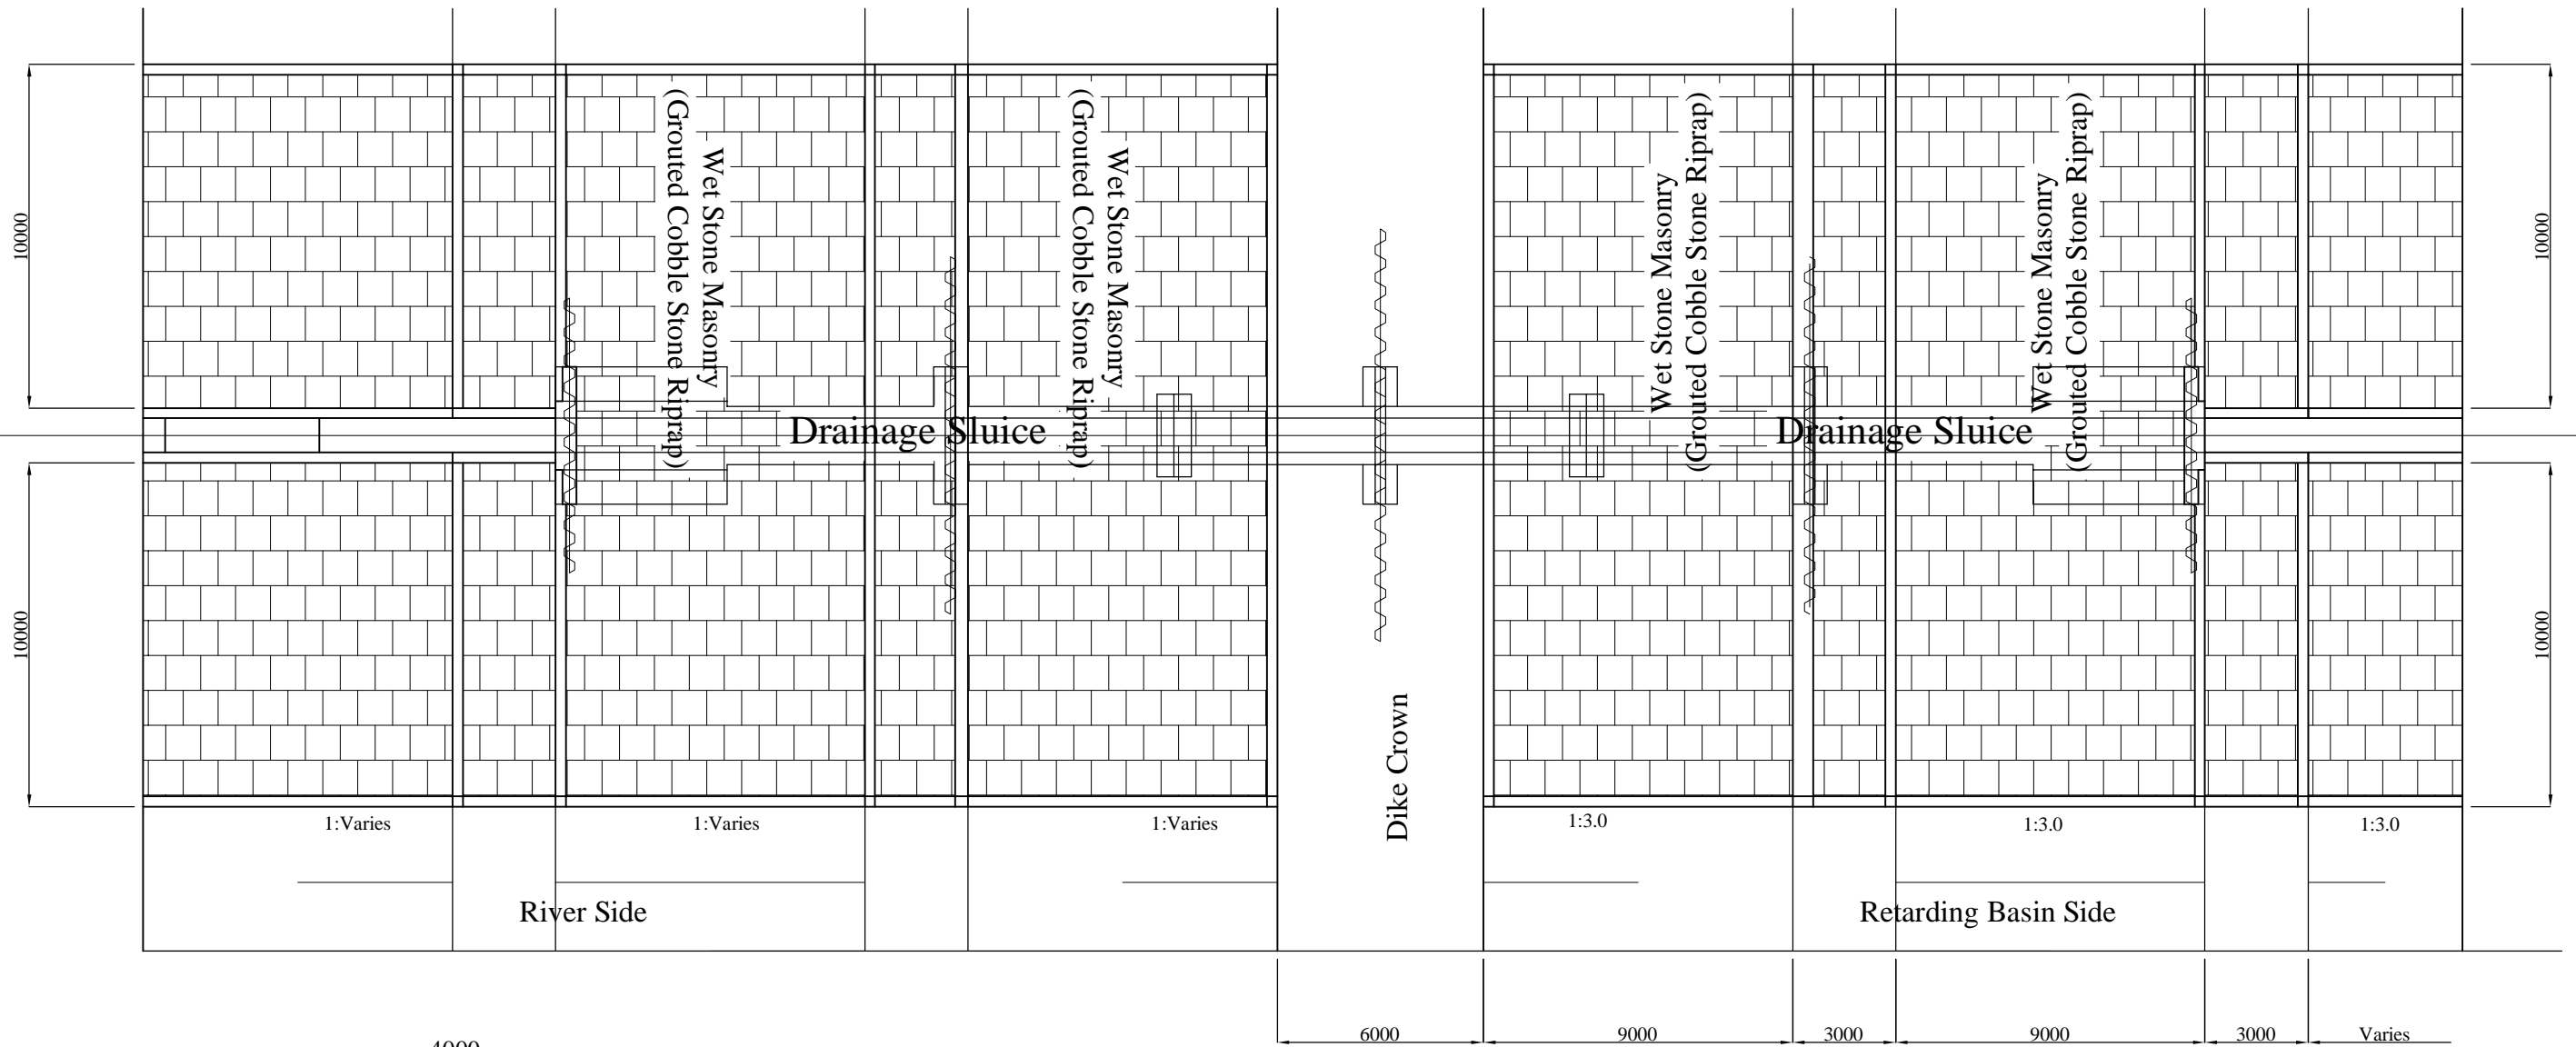 10000
10000
Wet Stone Masonry
(Grouted Cobble Stone Riprap)
Wet Stone Masonry
(Grouted Cobble Stone Riprap)
Wet Stone Masonry
(Grouted Cobble Stone Riprap)
Wet Stone Masonry
(Grouted Cobble Stone Riprap)
10000
10000
Drainage Sluice
Drainage Sluice
Dike Crown
1:Varies
1:Varies
1:Varies
1:3.0
1:3.0
1:3.0
River Side
Retarding Basin Side
6000
9000
3000
9000
3000
Varies
4000